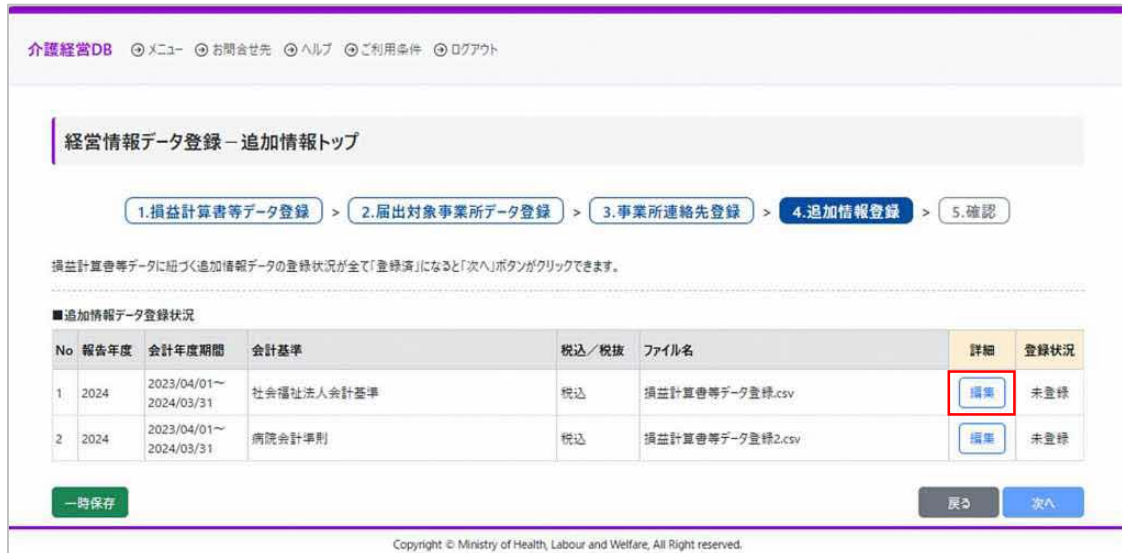 介護経営DB メニュー お問合せ先 ヘルプ ご利用条件 ログアウト
経営情報データ登録－追加情報トップ
1.損益計算書等データ登録 > 2.届出対象事業所データ登録 > 3.事業所連絡先登録 > 4.追加情報登録 > 5.確認
損益計算書等データに紐づく追加情報データの登録状況が全て「登録済」になると「次へ」ボタンがクリックできます。
■追加情報データ登録状況
No 報告年度 会計年度期間 会計基準 税込／税抜 ファイル名 詳細 登録状況
1 2024 2023/04/01～ 社会福祉法人会計基準 税込 損益計算書等データ登録.csv 編集 未登録
2024/03/31
2 2024 2023/04/01～ 病院会計準則 税込 損益計算書等データ登録2.csv 編集 未登録
2024/03/31
一時保存 戻る 次へ
Copyright © Ministry of Health, Labour and Welfare, All Right reserved.